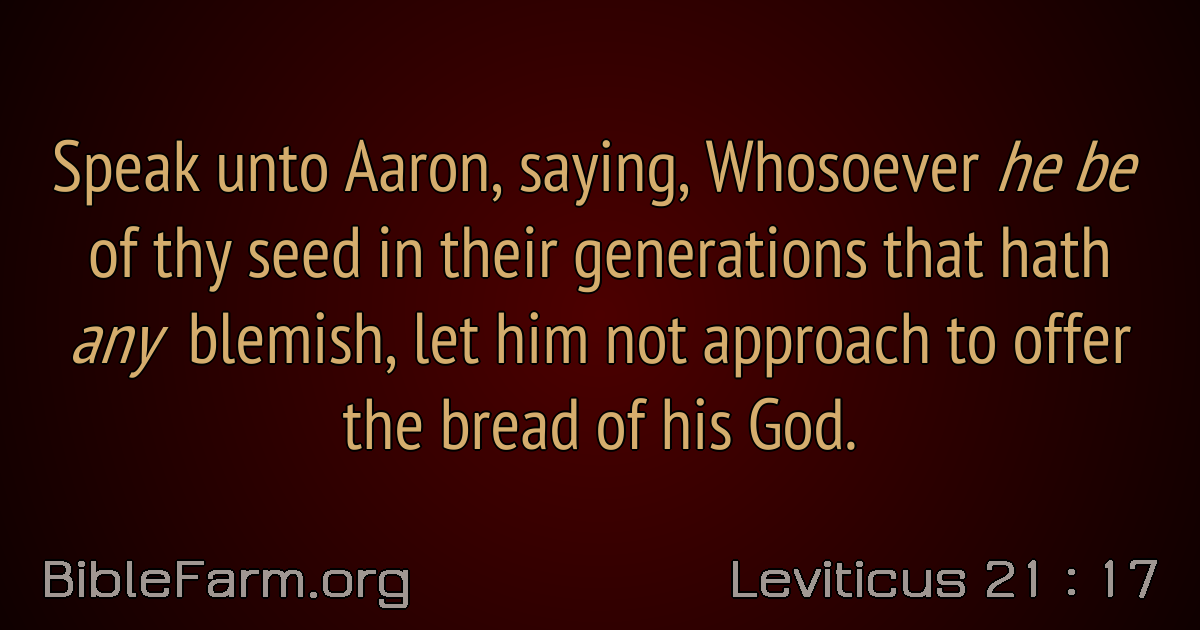 Speak unto Aaron, saying, Whosoever he be
of thy seed in their generations that hath
any blemish, let him not approach to offer
the bread of his God.
BibleFarm.org
Leviticus 21 : 17